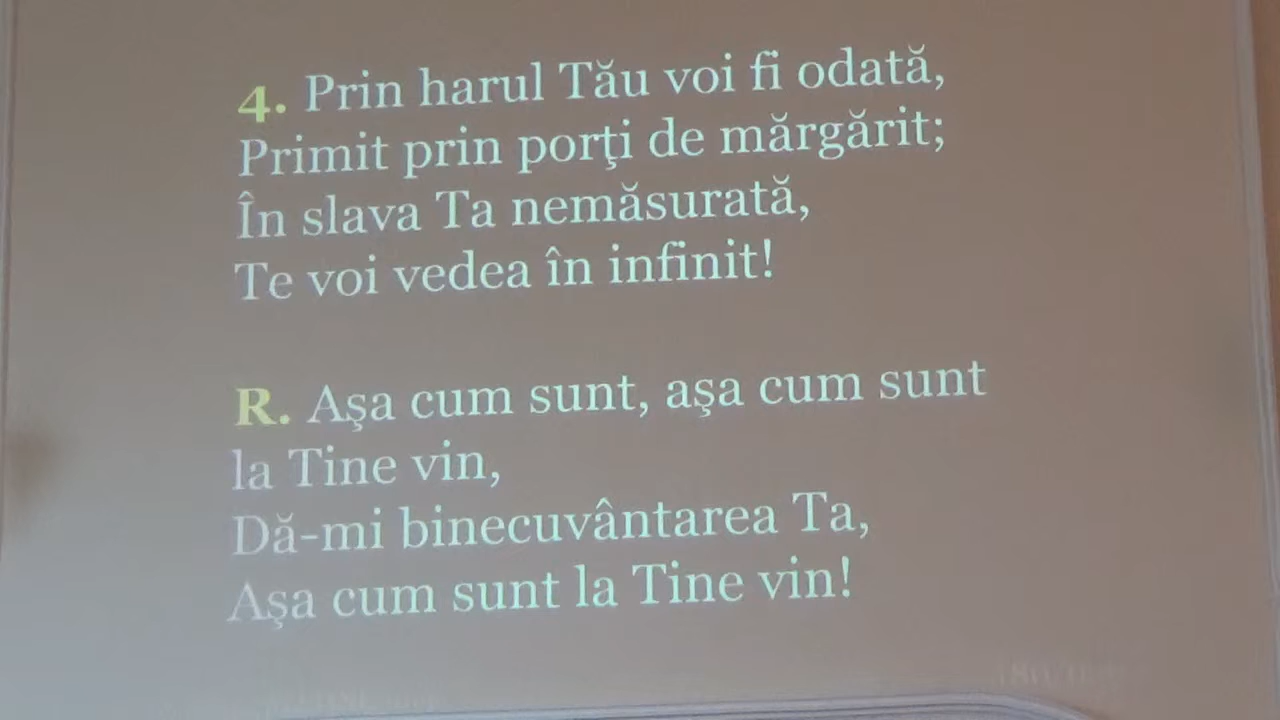 4. Prin harul Tău voi fi odată,
Primit prin porţi de mărgărit;
În slava Ta nemăsurată,
Te voi vedea în infinit!
R. Aşa cum sunt, aşa cum sunt
la Tine vin,
Dă-mi binecuvântarea Ta,
Aşa cum sunt la Tine vin!